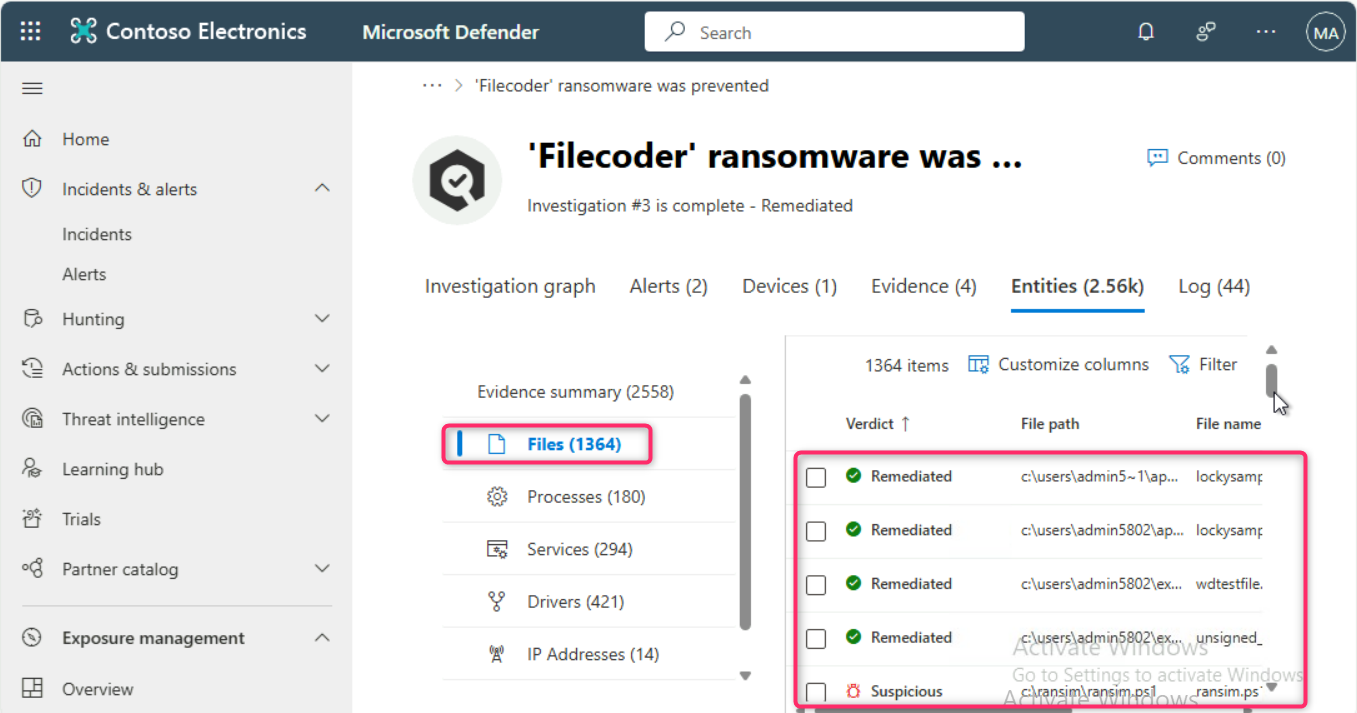 Contoso Electronics Microsoft Defender Search MA
··· > 'Filecoder' ransomware was prevented
Home
Incidents & alerts
Incidents
Alerts
Hunting
Actions & submissions
Threat intelligence
Learning hub
Trials
Partner catalog
Exposure management
Overview
'Filecoder' ransomware was ...
Comments (0)
Investigation #3 is complete - Remediated
Investigation graph Alerts (2) Devices (1) Evidence (4) Entities (2.56k) Log (44)
Evidence summary (2558)
Files (1364)
Processes (180)
Services (294)
Drivers (421)
IP Addresses (14)
1364 items Customize columns Filter
Verdict ↑ File path File name
Remediated c:\users\admin5~1\ap... lockysamp
Remediated c:\users\admin5802\ap... lockysamp
Remediated c:\users\admin5802\ex... wdtestfile.
Remediated c:\users\admin5802\ex... unsigned_
Activate Windows
Go to Settings to activate Windows
Suspicious c:\ransim\ransim.ps1 ransim.ps
Activate Windows